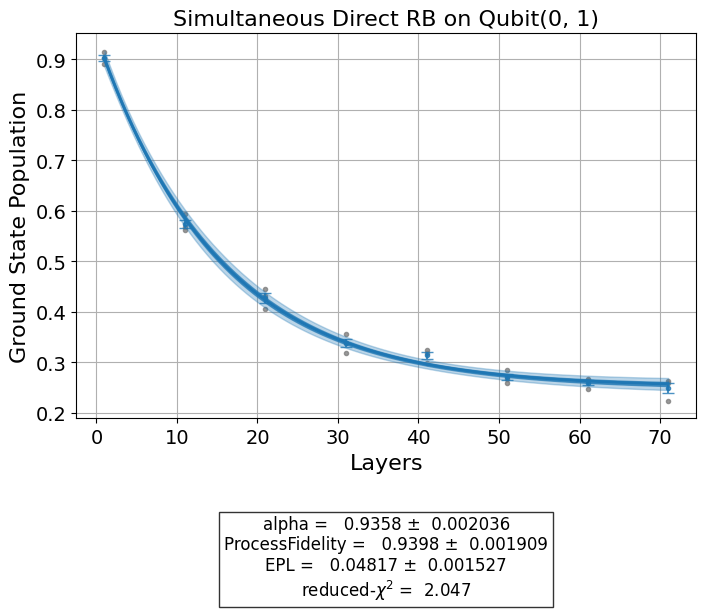 Simultaneous Direct RB on Qubit(0, 1)
Ground State Population
0.9
0.8
0.7
0.6
0.5
0.4
0.3
0.2
0 10 20 30 40 50 60 70
Layers
alpha = 0.9358 ± 0.002036
ProcessFidelity = 0.9398 ± 0.001909
EPL = 0.04817 ± 0.001527
reduced-χ² = 2.047